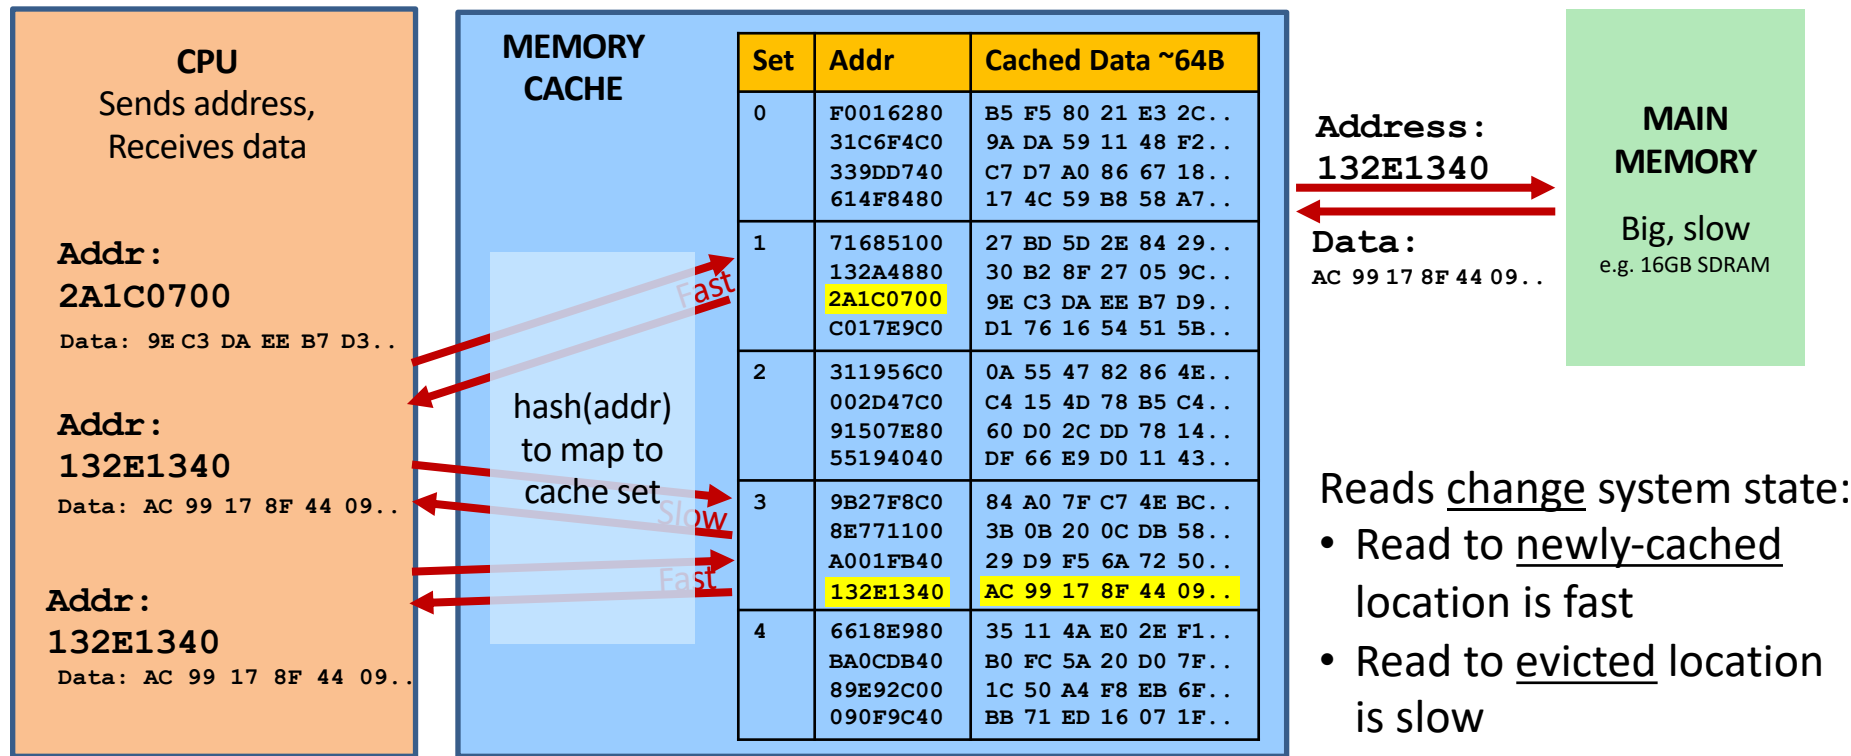 CPU
Sends address,
Receives data
Addr:
2A1C0700
Data: 9E C3 DA EE B7 D3..
Addr:
132E1340
Data: AC 99 17 8F 44 09..
Addr:
132E1340
Data: AC 99 17 8F 44 09..
MEMORY
CACHE
hash(addr)
to map to
cache set
Fast
Slow
Fast
Set Addr Cached Data ~64B
0 F0016280 B5 F5 80 21 E3 2C..
31C6F4C0 9A DA 59 11 48 F2..
339DD740 C7 D7 A0 86 67 18..
614F8480 17 4C 59 B8 58 A7..
1 71685100 27 BD 5D 2E 84 29..
132A4880 30 B2 8F 27 05 9C..
2A1C0700 9E C3 DA EE B7 D9..
C017E9C0 D1 76 16 54 51 5B..
2 311956C0 0A 55 47 82 86 4E..
002D47C0 C4 15 4D 78 B5 C4..
91507E80 60 D0 2C DD 78 14..
55194040 DF 66 E9 D0 11 43..
3 9B27F8C0 84 A0 7F C7 4E BC..
8E771100 3B 0B 20 0C DB 58..
A001FB40 29 D9 F5 6A 72 50..
132E1340 AC 99 17 8F 44 09..
4 6618E980 35 11 4A E0 2E F1..
BA0CDB40 B0 FC 5A 20 D0 7F..
89E92C00 1C 50 A4 F8 EB 6F..
090F9C40 BB 71 ED 16 07 1F..
Address:
132E1340
Data:
AC 99 17 8F 44 09..
MAIN
MEMORY
Big, slow
e.g. 16GB SDRAM
Reads change system state:
• Read to newly-cached
location is fast
• Read to evicted location
is slow